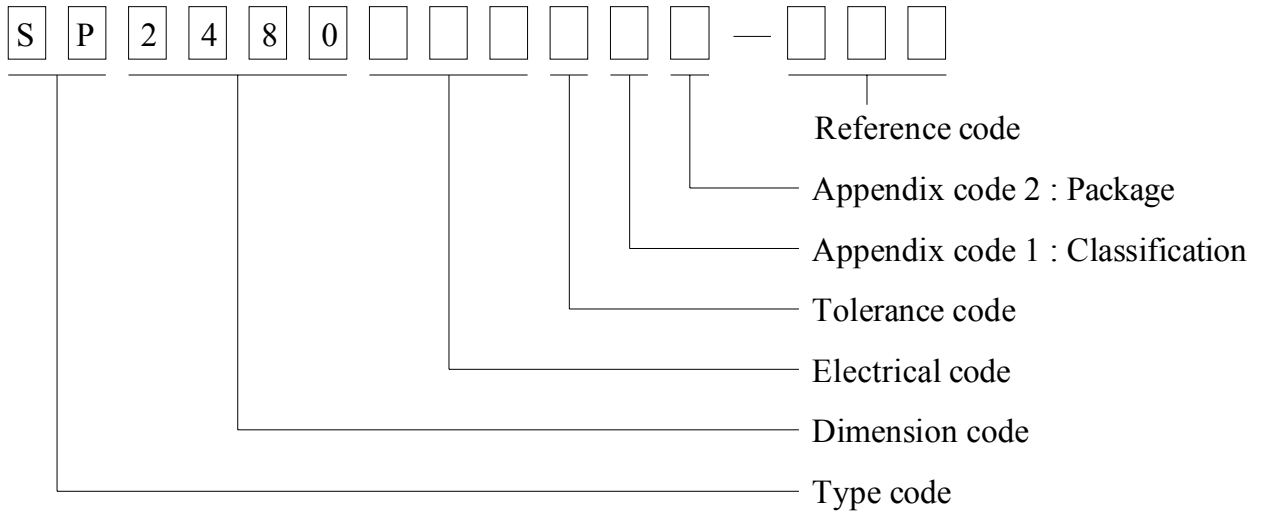 S P 2 4 8 0 —
Reference code
Appendix code 2 : Package
Appendix code 1 : Classification
Tolerance code
Electrical code
Dimension code
Type code